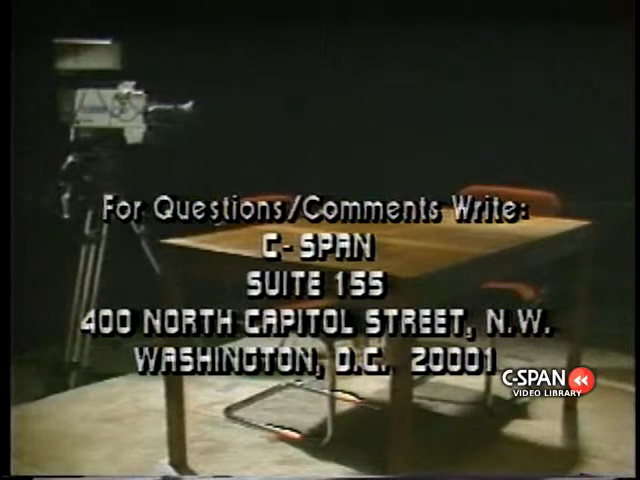 For Questions/Comments Write:
C-SPAN
SUITE 155
400 NORTH CAPITOL STREET, N.W.
WASHINGTON, D.C. 20001
C-SPAN
VIDEO LIBRARY